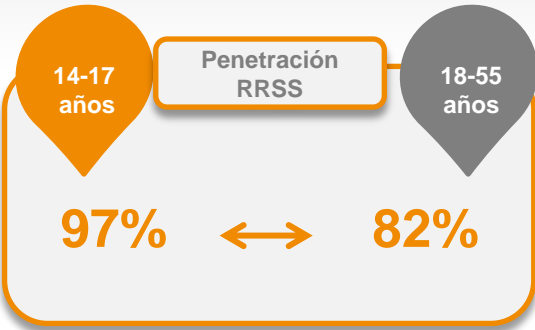 14-17
años
Penetración
RRSS
18-55
años
97%
82%